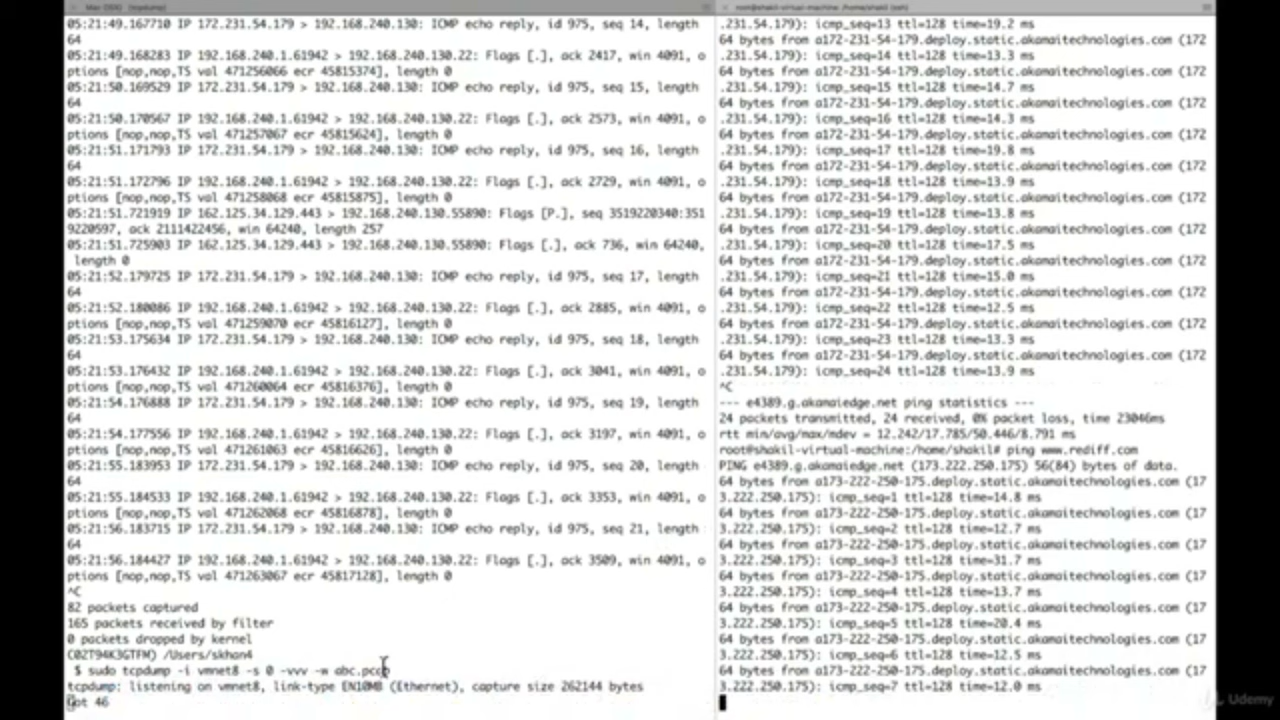 Mac OSX) (tcpdump)
05:21:49.167710 IP 172.231.54.179 > 192.168.240.130: ICMP echo reply, id 975, seq 14, length
64
05:21:49.168283 IP 192.168.240.1.61942 > 192.168.240.130.22: Flags [.], ack 2417, win 4091, o
ptions [nop,nop,TS val 471256066 ecr 45815374], length 0
05:21:50.169529 IP 172.231.54.179 > 192.168.240.130: ICMP echo reply, id 975, seq 15, length
64
05:21:50.170567 IP 192.168.240.1.61942 > 192.168.240.130.22: Flags [.], ack 2573, win 4091, o
ptions [nop,nop,TS val 471257067 ecr 45815624], length 0
05:21:51.171793 IP 172.231.54.179 > 192.168.240.130: ICMP echo reply, id 975, seq 16, length
64
05:21:51.172796 IP 192.168.240.1.61942 > 192.168.240.130.22: Flags [.], ack 2729, win 4091, o
ptions [nop,nop,TS val 471258068 ecr 45815875], length 0
05:21:51.721919 IP 162.125.34.129.443 > 192.168.240.130.55890: Flags [P.], seq 3519220340:351
9220597, ack 2111422456, win 64240, length 257
05:21:51.725903 IP 162.125.34.129.443 > 192.168.240.130.55890: Flags [.], ack 736, win 64240,
length 0
05:21:52.179725 IP 172.231.54.179 > 192.168.240.130: ICMP echo reply, id 975, seq 17, length
64
05:21:52.180086 IP 192.168.240.1.61942 > 192.168.240.130.22: Flags [.], ack 2885, win 4091, o
ptions [nop,nop,TS val 471259070 ecr 45816127], length 0
05:21:53.175634 IP 172.231.54.179 > 192.168.240.130: ICMP echo reply, id 975, seq 18, length
64
05:21:53.176432 IP 192.168.240.1.61942 > 192.168.240.130.22: Flags [.], ack 3041, win 4091, o
ptions [nop,nop,TS val 471260064 ecr 45816376], length 0
05:21:54.176888 IP 172.231.54.179 > 192.168.240.130: ICMP echo reply, id 975, seq 19, length
64
05:21:54.177556 IP 192.168.240.1.61942 > 192.168.240.130.22: Flags [.], ack 3197, win 4091, o
ptions [nop,nop,TS val 471261063 ecr 45816626], length 0
05:21:55.183953 IP 172.231.54.179 > 192.168.240.130: ICMP echo reply, id 975, seq 20, length
64
05:21:55.184533 IP 192.168.240.1.61942 > 192.168.240.130.22: Flags [.], ack 3353, win 4091, o
ptions [nop,nop,TS val 471262068 ecr 45816878], length 0
05:21:56.183715 IP 172.231.54.179 > 192.168.240.130: ICMP echo reply, id 975, seq 21, length
64
05:21:56.184427 IP 192.168.240.1.61942 > 192.168.240.130.22: Flags [.], ack 3509, win 4091, o
ptions [nop,nop,TS val 471263067 ecr 45817128], length 0
^C
82 packets captured
165 packets received by filter
0 packets dropped by kernel
(02T94K3GTFM) /Users/skhan4
$ sudo tcpdump -i vmnet8 -s 0 -vvv -w abc.pcap
tcpdump: listening on vmnet8, link-type EN10MB (Ethernet), capture size 262144 bytes
Got 46
root@shakil-virtual-machine: /home/shakil (ssh)
.231.54.179): icmp_seq=13 ttl=128 time=19.2 ms
64 bytes from a172-231-54-179.deploy.static.akamaitechnologies.com (172
.231.54.179): icmp_seq=14 ttl=128 time=13.3 ms
64 bytes from a172-231-54-179.deploy.static.akamaitechnologies.com (172
.231.54.179): icmp_seq=15 ttl=128 time=14.7 ms
64 bytes from a172-231-54-179.deploy.static.akamaitechnologies.com (172
.231.54.179): icmp_seq=16 ttl=128 time=14.3 ms
64 bytes from a172-231-54-179.deploy.static.akamaitechnologies.com (172
.231.54.179): icmp_seq=17 ttl=128 time=19.8 ms
64 bytes from a172-231-54-179.deploy.static.akamaitechnologies.com (172
.231.54.179): icmp_seq=18 ttl=128 time=13.9 ms
64 bytes from a172-231-54-179.deploy.static.akamaitechnologies.com (172
.231.54.179): icmp_seq=19 ttl=128 time=13.8 ms
64 bytes from a172-231-54-179.deploy.static.akamaitechnologies.com (172
.231.54.179): icmp_seq=20 ttl=128 time=17.5 ms
64 bytes from a172-231-54-179.deploy.static.akamaitechnologies.com (172
.231.54.179): icmp_seq=21 ttl=128 time=15.0 ms
64 bytes from a172-231-54-179.deploy.static.akamaitechnologies.com (172
.231.54.179): icmp_seq=22 ttl=128 time=12.5 ms
64 bytes from a172-231-54-179.deploy.static.akamaitechnologies.com (172
.231.54.179): icmp_seq=23 ttl=128 time=13.3 ms
64 bytes from a172-231-54-179.deploy.static.akamaitechnologies.com (172
.231.54.179): icmp_seq=24 ttl=128 time=13.9 ms
^C
--- e4389.g.akamaiedge.net ping statistics ---
24 packets transmitted, 24 received, 0% packet loss, time 23046ms
rtt min/avg/max/mdev = 12.242/17.785/50.446/8.791 ms
root@shakil-virtual-machine:/home/shakil# ping www.rediff.com
PING e4389.g.akamaiedge.net (173.222.250.175) 56(84) bytes of data.
64 bytes from a173-222-250-175.deploy.static.akamaitechnologies.com (17
3.222.250.175): icmp_seq=1 ttl=128 time=14.8 ms
64 bytes from a173-222-250-175.deploy.static.akamaitechnologies.com (17
3.222.250.175): icmp_seq=2 ttl=128 time=12.7 ms
64 bytes from a173-222-250-175.deploy.static.akamaitechnologies.com (17
3.222.250.175): icmp_seq=3 ttl=128 time=31.7 ms
64 bytes from a173-222-250-175.deploy.static.akamaitechnologies.com (17
3.222.250.175): icmp_seq=4 ttl=128 time=13.7 ms
64 bytes from a173-222-250-175.deploy.static.akamaitechnologies.com (17
3.222.250.175): icmp_seq=5 ttl=128 time=20.4 ms
64 bytes from a173-222-250-175.deploy.static.akamaitechnologies.com (17
3.222.250.175): icmp_seq=6 ttl=128 time=12.5 ms
64 bytes from a173-222-250-175.deploy.static.akamaitechnologies.com (17
3.222.250.175): icmp_seq=7 ttl=128 time=12.0 ms
Udemy